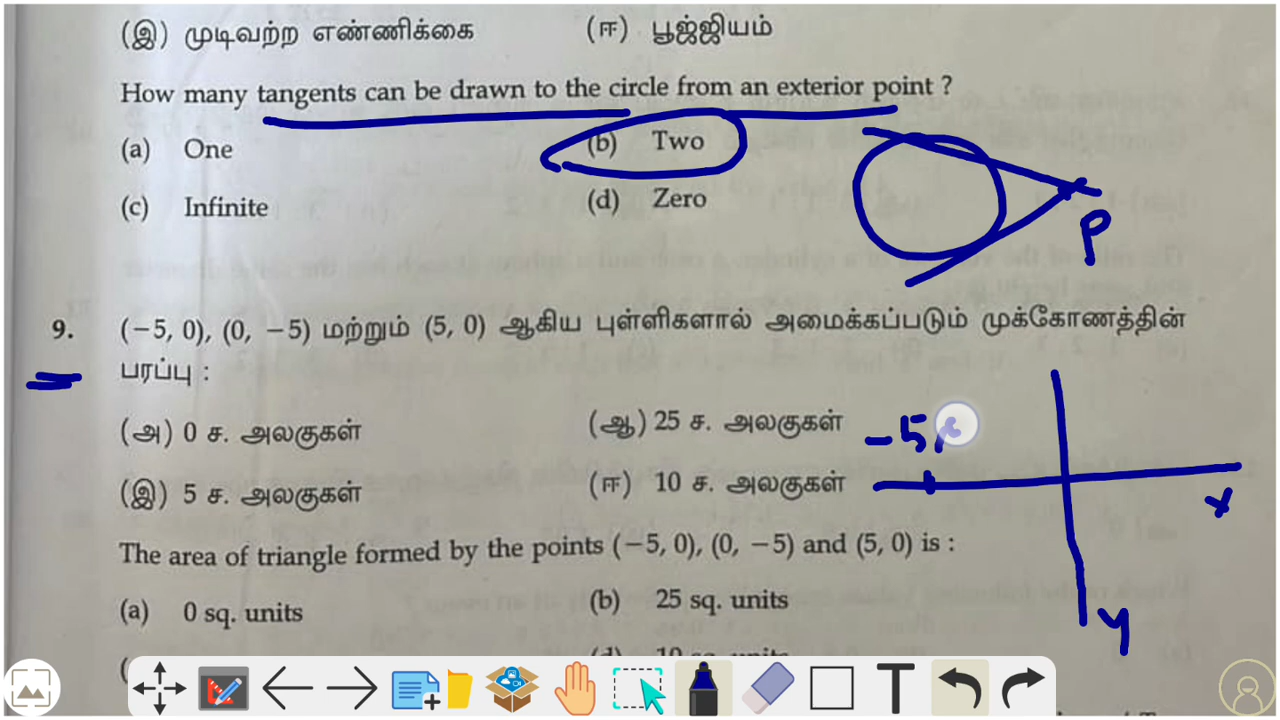 (இ) முடிவற்ற எண்ணிக்கை (ஈ) பூஜ்ஜியம்
How many tangents can be drawn to the circle from an exterior point ?
(a) One (b) Two
(c) Infinite (d) Zero
P
9. (−5, 0), (0, −5) மற்றும் (5, 0) ஆகிய புள்ளிகளால் அமைக்கப்படும் முக்கோணத்தின்
பரப்பு :
(அ) 0 ச. அலகுகள் (ஆ) 25 ச. அலகுகள்
-5,
(இ) 5 ச. அலகுகள் (ஈ) 10 ச. அலகுகள்
x
The area of triangle formed by the points (−5, 0), (0, −5) and (5, 0) is :
(a) 0 sq. units (b) 25 sq. units
y
T